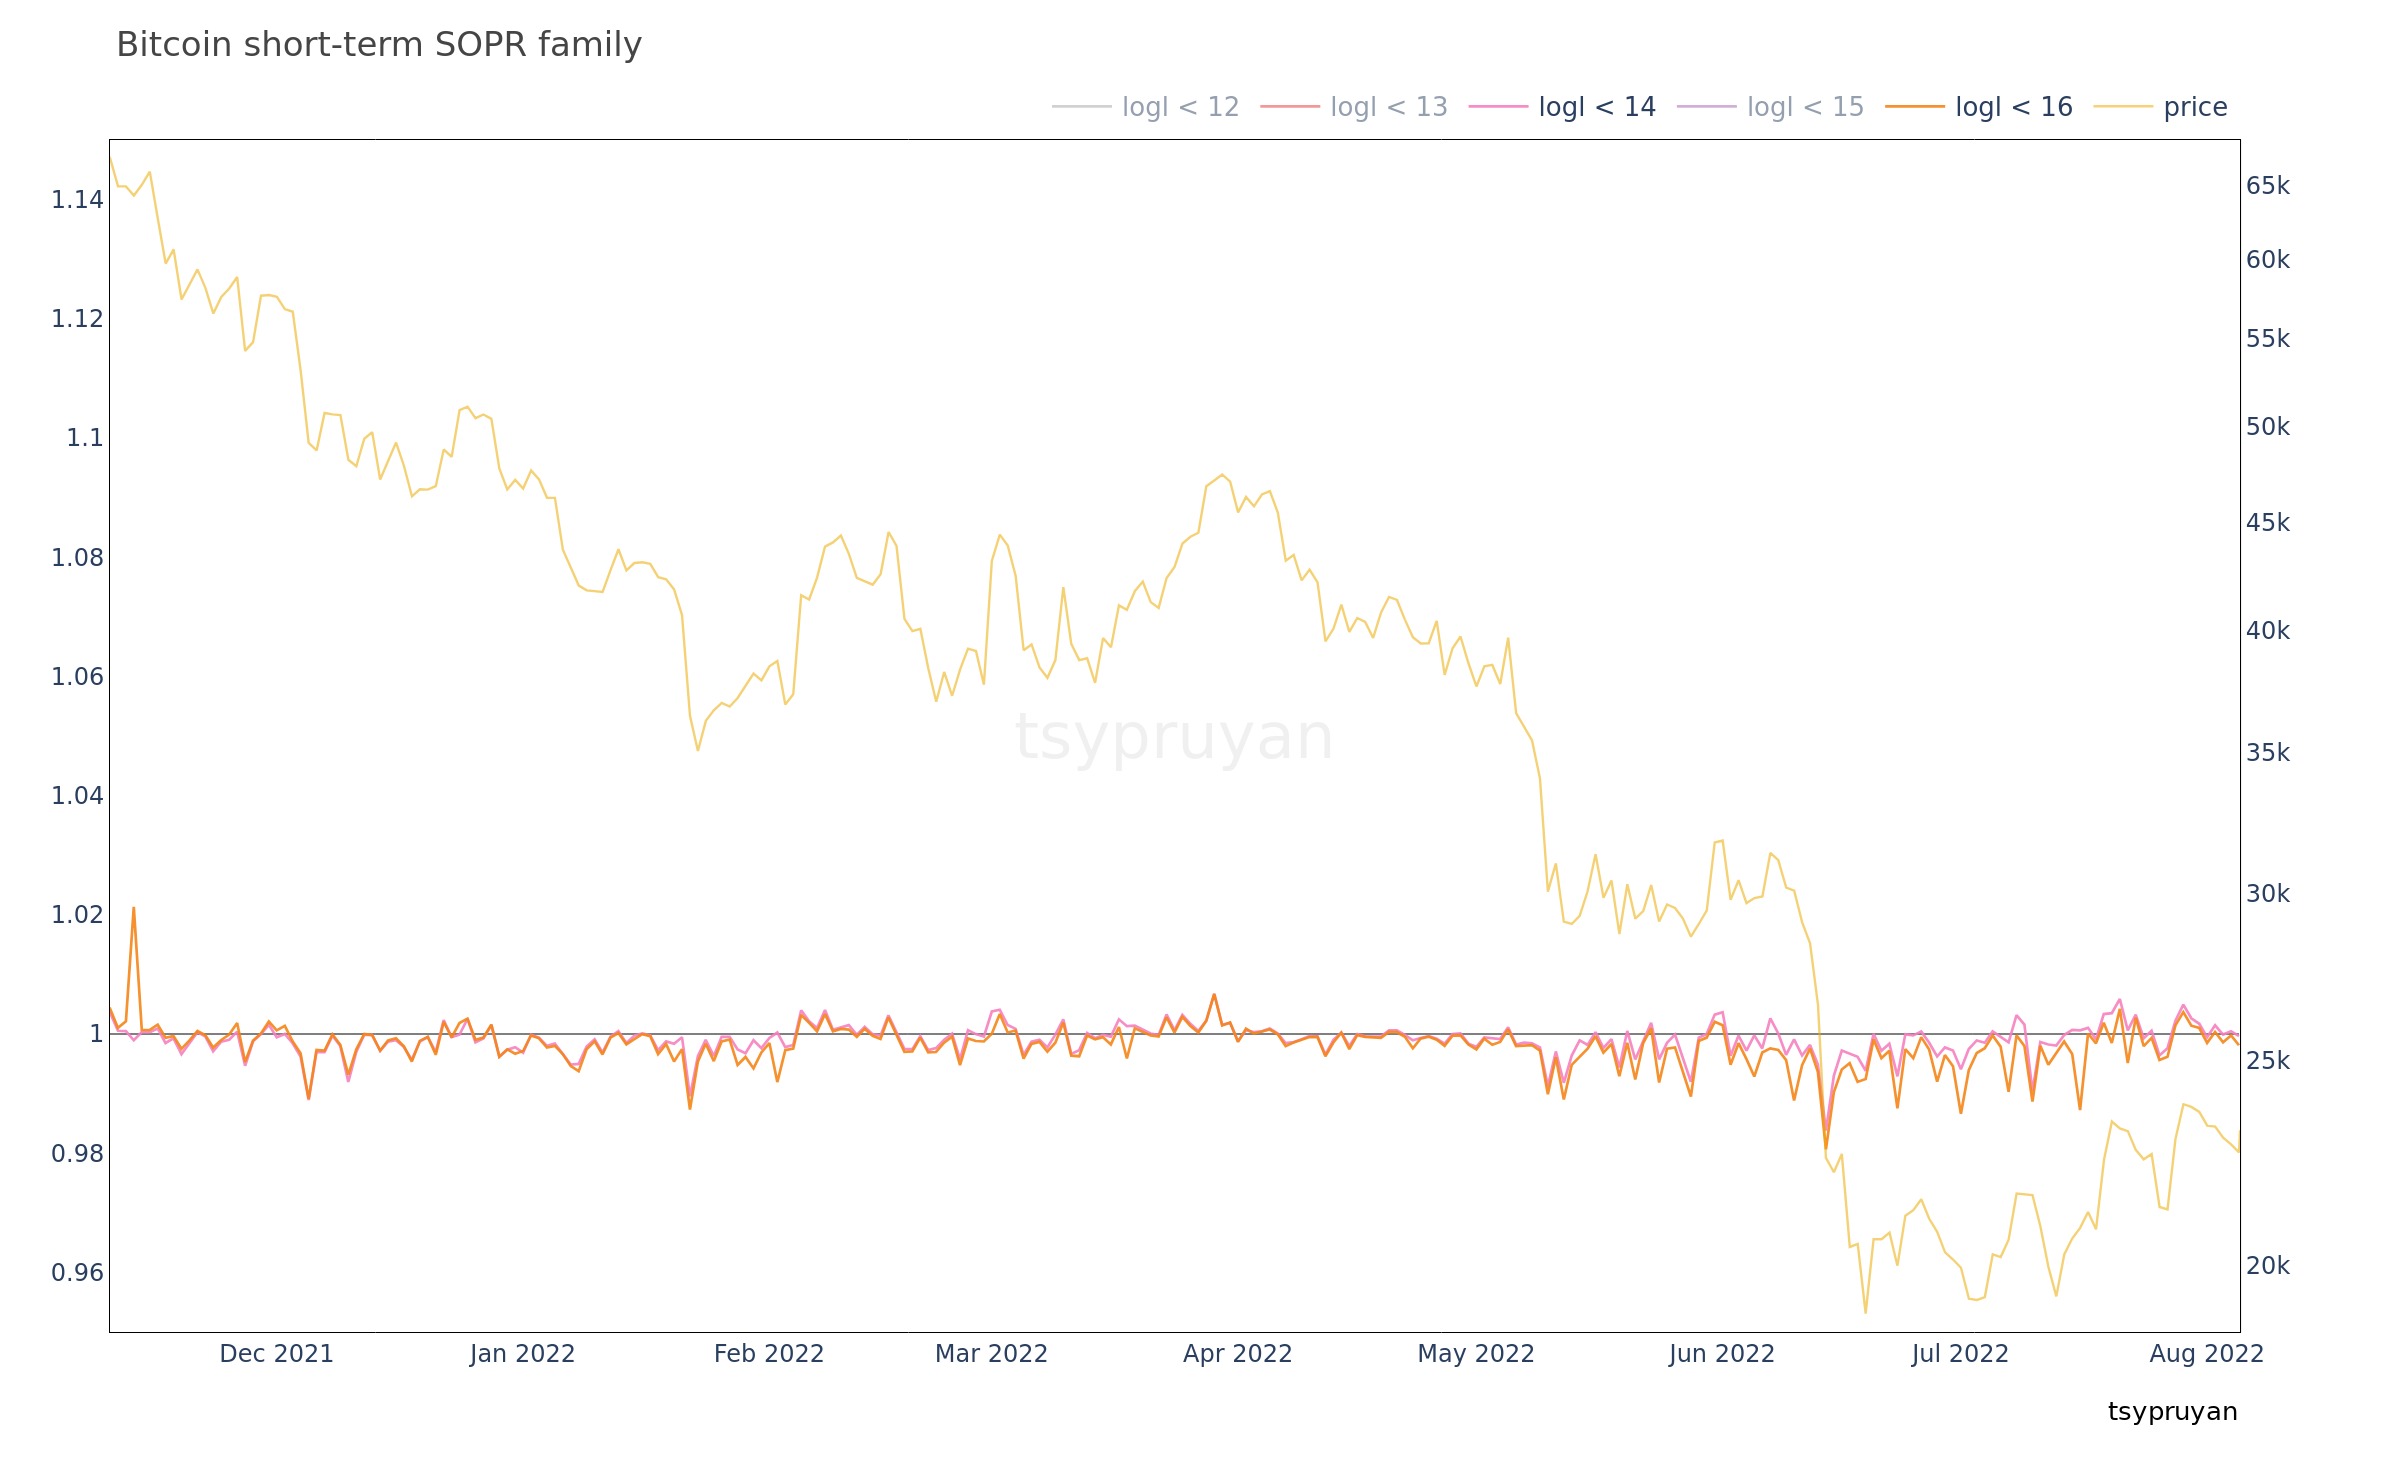 Bitcoin short-term SOPR family
logl < 12 logl < 13 logl < 14 logl < 15 logl < 16 price
1.14 65k
1.12 60k
1.1 55k
1.08 50k
1.06 45k
1.04 40k
1.02 35k
1 30k
0.98 25k
0.96 20k
tsypruyan
Dec 2021 Jan 2022 Feb 2022 Mar 2022 Apr 2022 May 2022 Jun 2022 Jul 2022 Aug 2022
tsypruyan